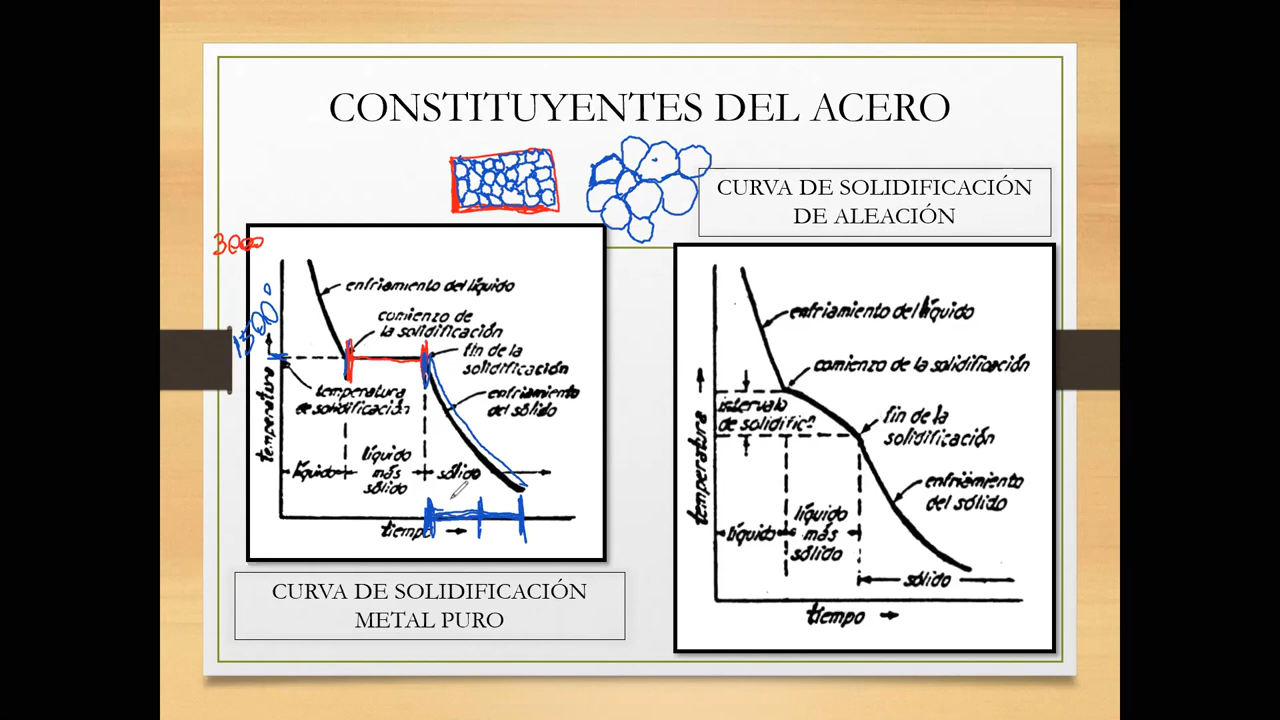 CONSTITUYENTES DEL ACERO
CURVA DE SOLIDIFICACIÓN
DE ALEACIÓN
3000
1500°
enfriamiento del líquido
comienzo de
la solidificación
fin de la
solidificación
temperatura
de solidificación
enfriamiento
del sólido
temperatura
líquido
líquido
más
sólido
sólido
tiempo
CURVA DE SOLIDIFICACIÓN
METAL PURO
enfriamiento del líquido
comienzo de la solidificación
intervalo
de solidific⁰
fin de la
solidificación
temperatura
enfriamiento
del sólido
líquido
líquido
más
sólido
sólido
tiempo